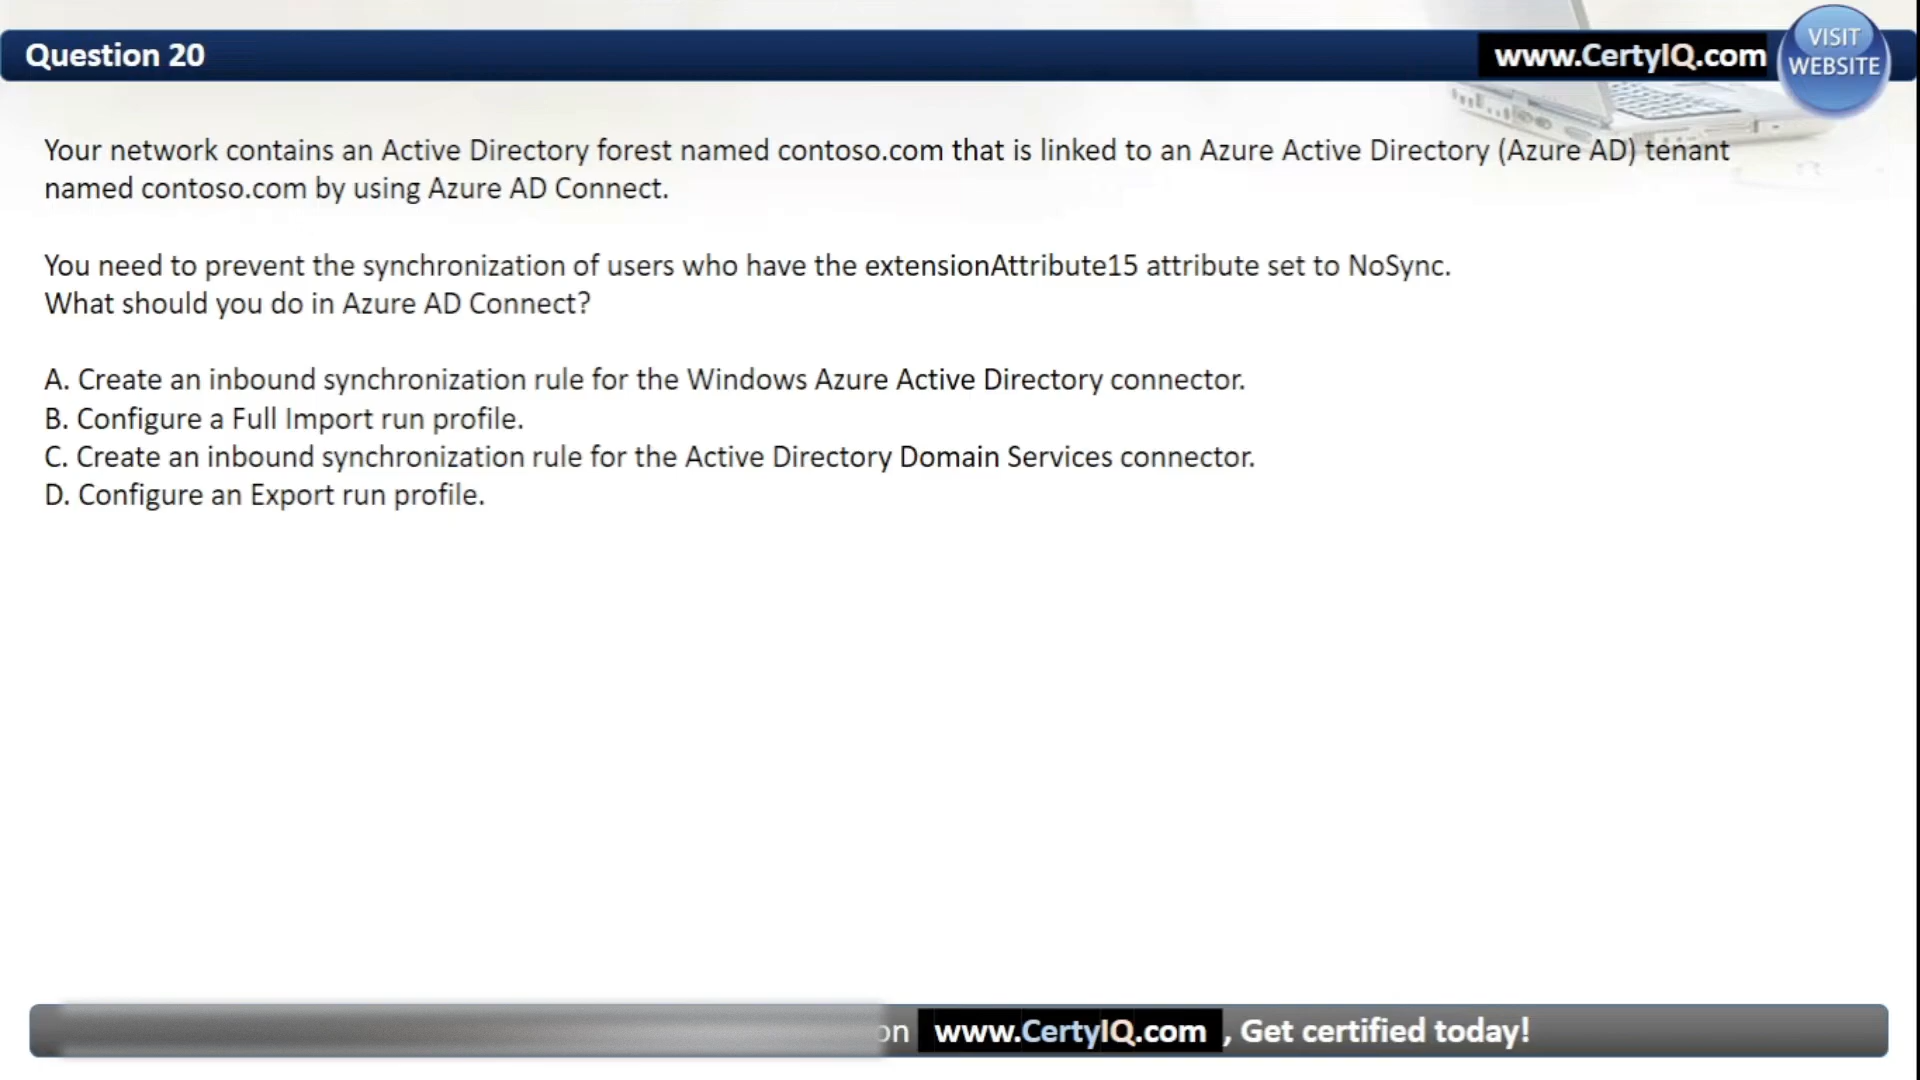 Question 20
www.CertyIQ.com
VISIT
WEBSITE
Your network contains an Active Directory forest named contoso.com that is linked to an Azure Active Directory (Azure AD) tenant
named contoso.com by using Azure AD Connect.
You need to prevent the synchronization of users who have the extensionAttribute15 attribute set to NoSync.
What should you do in Azure AD Connect?
A. Create an inbound synchronization rule for the Windows Azure Active Directory connector.
B. Configure a Full Import run profile.
C. Create an inbound synchronization rule for the Active Directory Domain Services connector.
D. Configure an Export run profile.
on www.CertyIQ.com , Get certified today!